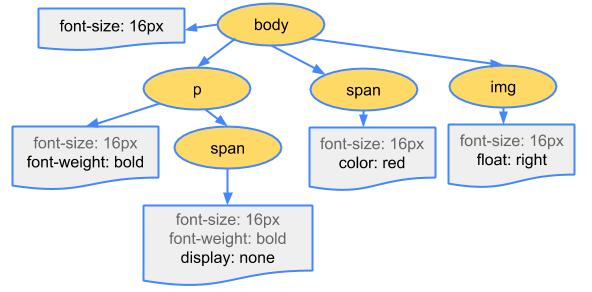 body
font-size: 16px
p
span
img
font-size: 16px
font-weight: bold
span
font-size: 16px
color: red
font-size: 16px
float: right
font-size: 16px
font-weight: bold
display: none